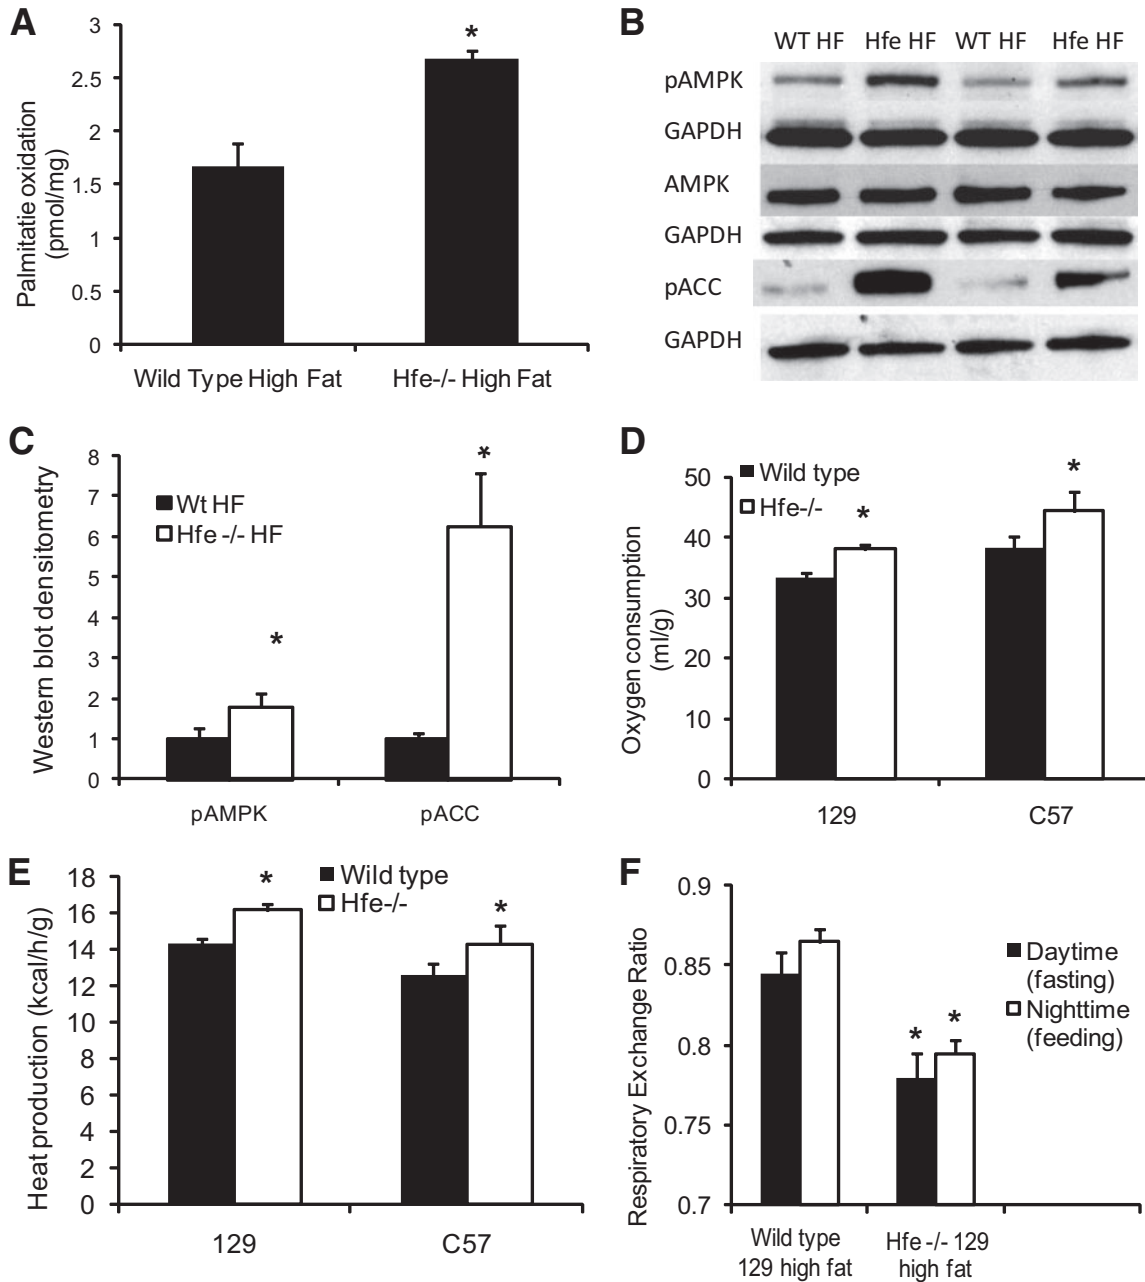 A
3
2.5
2
1.5
1
0.5
0
Palmitatie oxidation
(pmol/mg)
*
Wild Type High Fat
Hfe-/- High Fat
B
WT HF Hfe HF WT HF Hfe HF
pAMPK
GAPDH
AMPK
GAPDH
pACC
GAPDH
C
8
7
6
5
4
3
2
1
0
Western blot densitometry
Wt HF
Hfe -/- HF
*
*
pAMPK
pACC
D
50
40
30
20
10
0
Oxygen consumption
(ml/g)
Wild type
Hfe-/-
*
*
129
C57
E
18
16
14
12
10
8
6
4
2
0
Heat production (kcal/h/g)
Wild type
Hfe-/-
*
*
129
C57
F
0.9
0.85
0.8
0.75
0.7
Respiratory Exchange Ratio
Daytime
(fasting)
Nighttime
(feeding)
*
*
Wild type
129 high fat
Hfe -/- 129
high fat